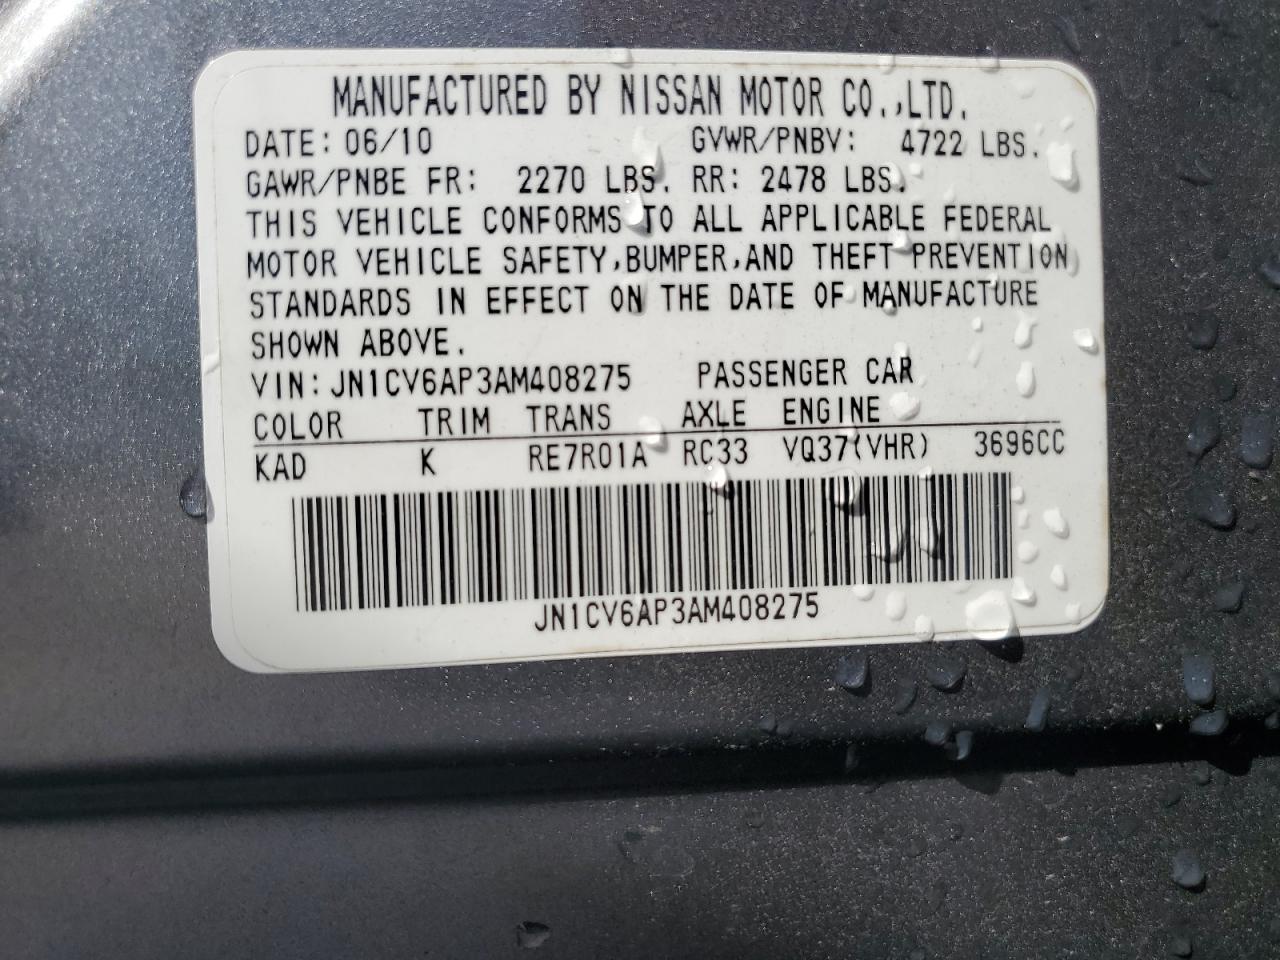 MANUFACTURED BY NISSAN MOTOR CO.,LTD.
DATE: 06/10 GVWR/PNBV: 4722 LBS.
GAWR/PNBE FR: 2270 LBS. RR: 2478 LBS.
THIS VEHICLE CONFORMS TO ALL APPLICABLE FEDERAL
MOTOR VEHICLE SAFETY,BUMPER,AND THEFT PREVENTION
STANDARDS IN EFFECT ON THE DATE OF MANUFACTURE
SHOWN ABOVE.
VIN: JN1CV6AP3AM408275 PASSENGER CAR
COLOR TRIM TRANS AXLE ENGINE
KAD K RE7R01A RC33 VQ37(VHR) 3696CC
JN1CV6AP3AM408275